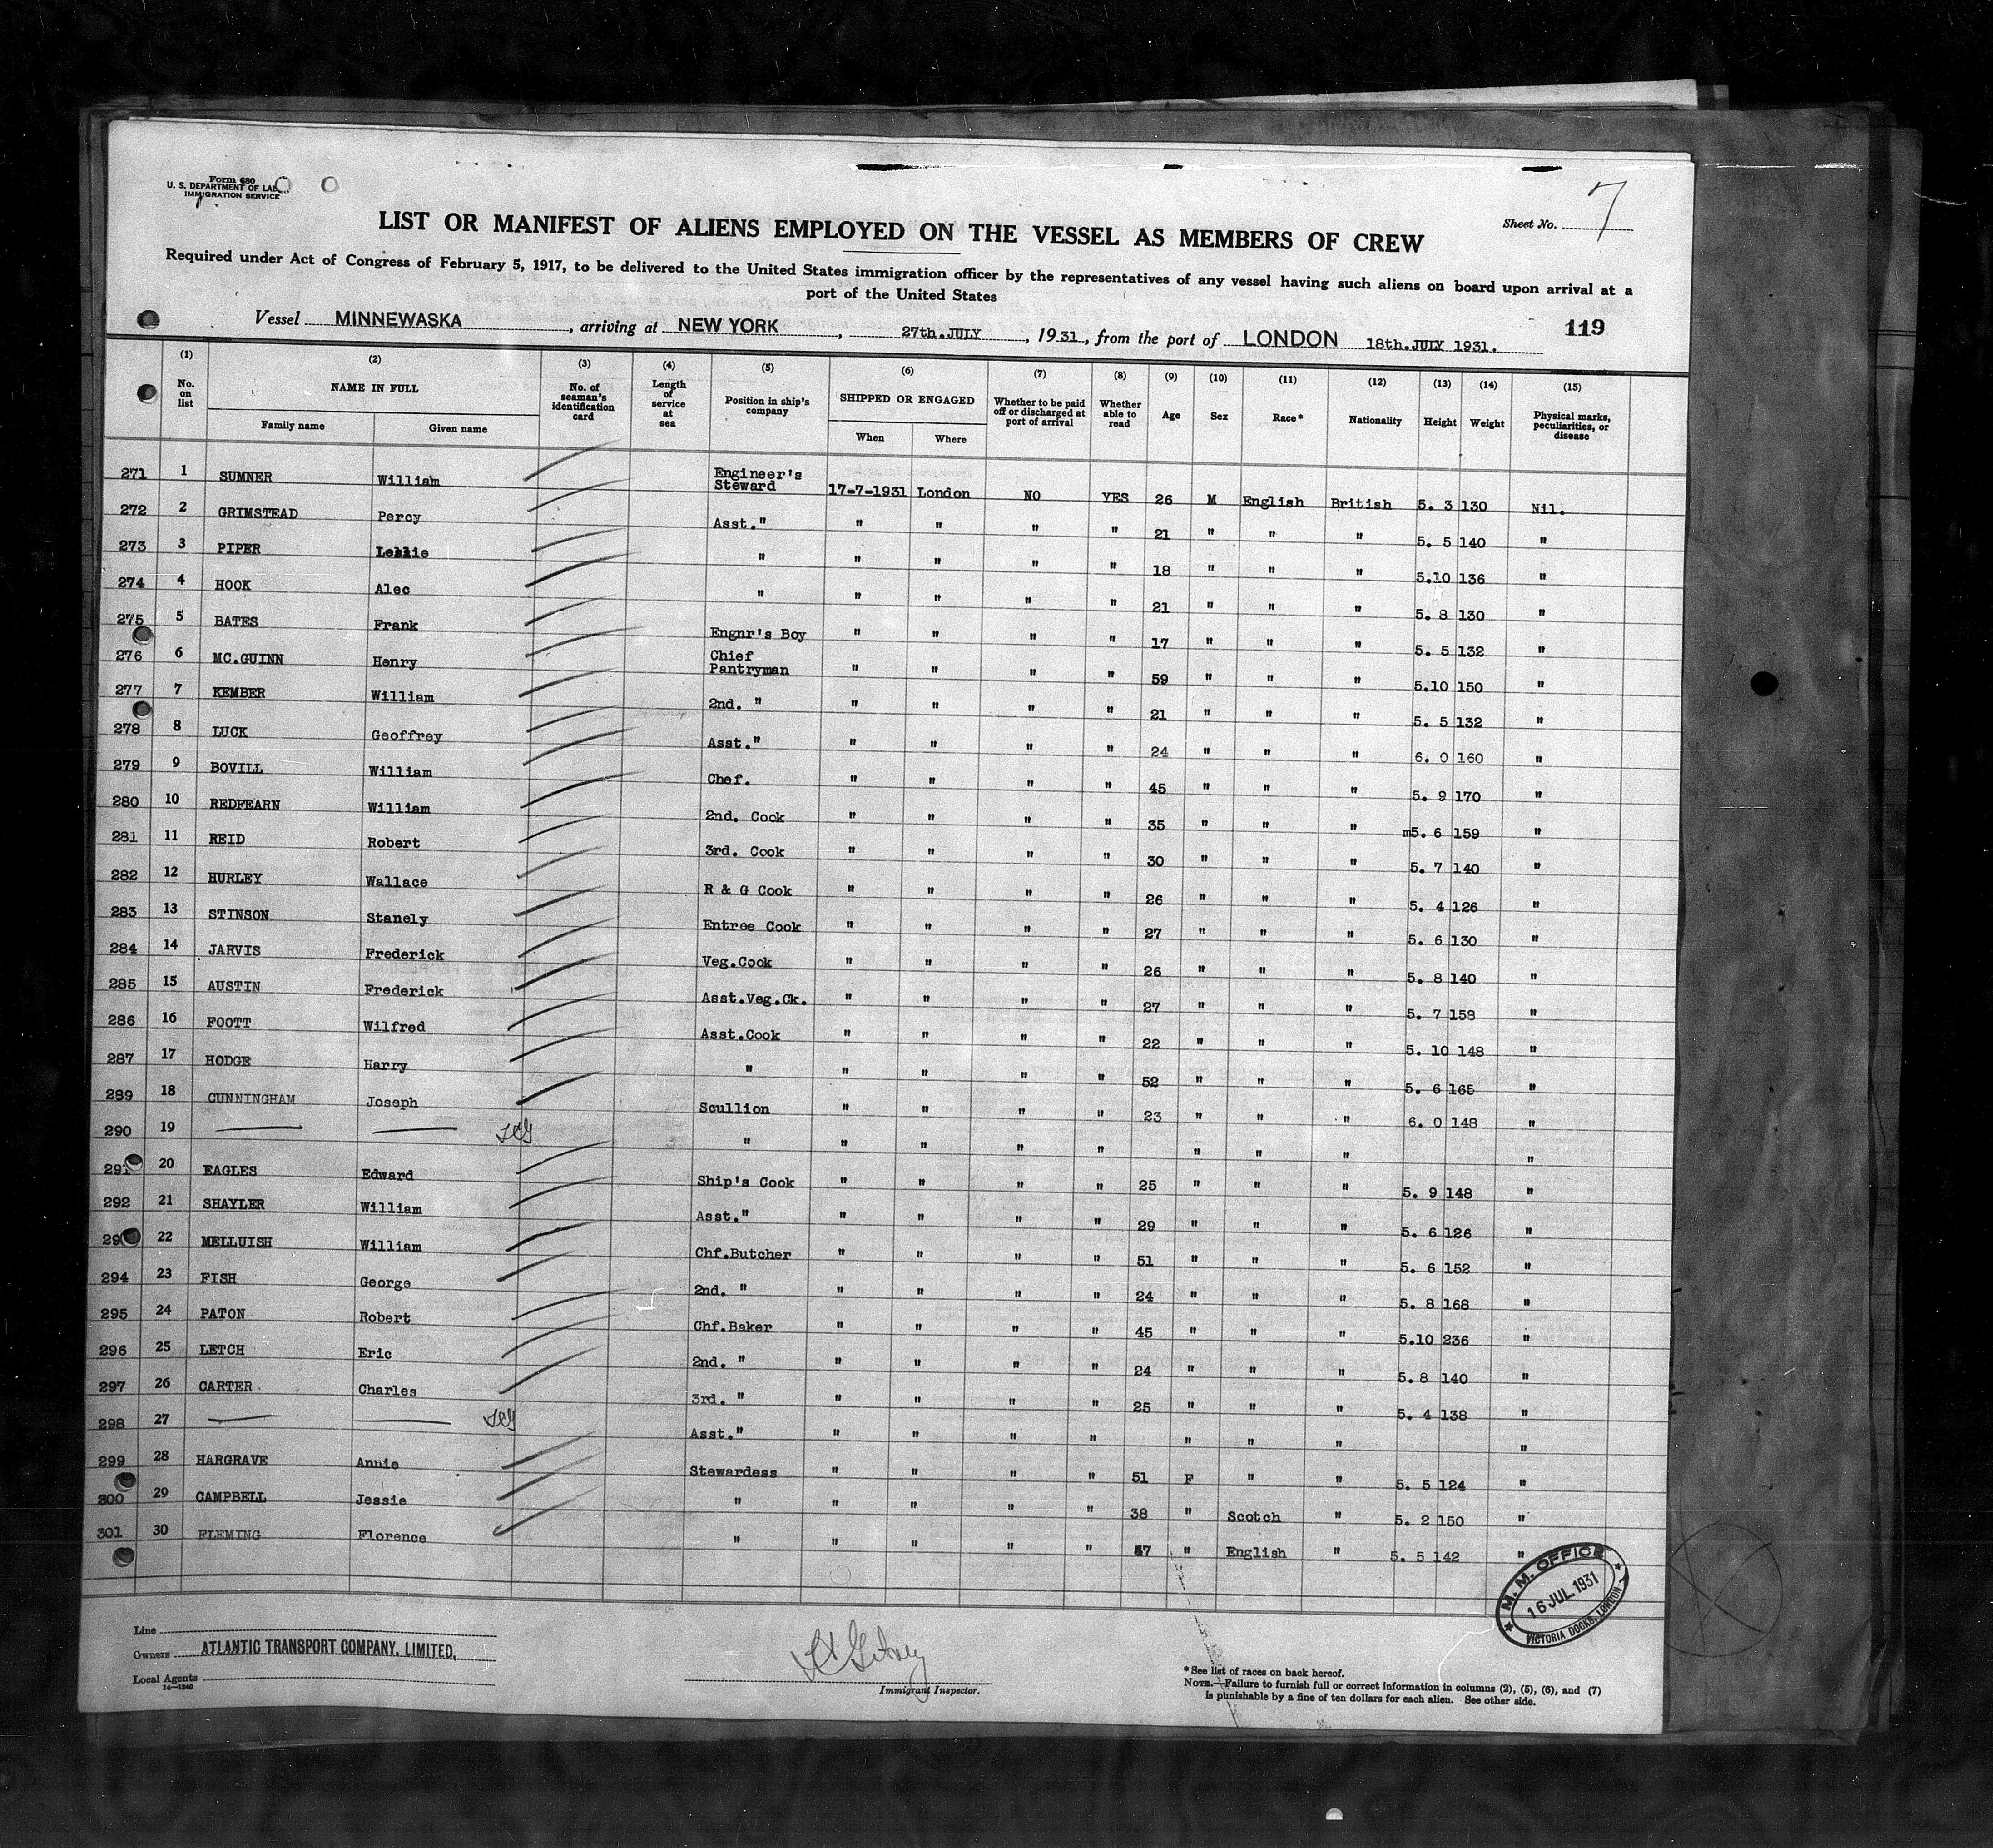 Form 680
U. S. DEPARTMENT OF LAB
IMMIGRATION SERVICE
Sheet No. 7
LIST OR MANIFEST OF ALIENS EMPLOYED ON THE VESSEL AS MEMBERS OF CREW
Required under Act of Congress of February 5, 1917, to be delivered to the United States immigration officer by the representatives of any vessel having such aliens on board upon arrival at a
port of the United States
Vessel MINNEWASKA, arriving at NEW YORK, 27th.JULY, 1931, from the port of LONDON 18th.JULY 1931.
119
(1) (2) (3) (4) (5) (6) (7) (8) (9) (10) (11) (12) (13) (14) (15)
No. on list NAME IN FULL No. of seaman's identification card Length of service at sea Position in ship's company SHIPPED OR ENGAGED Whether to be paid off or discharged at port of arrival Whether able to read Age Sex Race* Nationality Height Weight Physical marks, peculiarities, or disease
Family name Given name When Where
271 1 SUMNER William Engineer's Steward 17-7-1931 London NO YES 26 M English British 5. 3 130 Nil.
272 2 GRIMSTEAD Percy Asst." " " " " 21 " " " 5. 5 140 "
273 3 PIPER Leslie " " " " " 18 " " " 5.10 136 "
274 4 HOOK Alec " " " " " 21 " " " 5. 8 130 "
275 5 BATES Frank Engnr's Boy " " " " 17 " " " 5. 5 132 "
276 6 MC.GUINN Henry Chief Pantryman " " " " 59 " " " 5.10 150 "
277 7 KEMBER William 2nd. " " " " " 21 " " " 5. 5 132 "
278 8 LUCK Geoffrey Asst." " " " " 24 " " " 6. 0 160 "
279 9 BOVILL William Chef. " " " " 45 " " " 5. 9 170 "
280 10 REDFEARN William 2nd. Cook " " " " 35 " " " m5. 6 159 "
281 11 REID Robert 3rd. Cook " " " " 30 " " " 5. 7 140 "
282 12 HURLEY Wallace R & G Cook " " " " 26 " " " 5. 4 126 "
283 13 STINSON Stanely Entree Cook " " " " 27 " " " 5. 6 130 "
284 14 JARVIS Frederick Veg.Cook " " " " 26 " " " 5. 8 140 "
285 15 AUSTIN Frederick Asst.Veg.Ck. " " " " 27 " " " 5. 7 158 "
286 16 FOOTT Wilfred Asst.Cook " " " " 22 " " " 5. 10 148 "
287 17 HODGE Harry " " " " " 52 " " " 5. 6 165 "
289 18 CUNNINGHAM Joseph Scullion " " " " 23 " " " 6. 0 148 "
290 19 — — " " " " " " " " "
291 20 EAGLES Edward Ship's Cook " " " " 25 " " " 5. 9 148 "
292 21 SHAYLER William Asst." " " " " 29 " " " 5. 6 126 "
29 22 MELLUISH William Chf.Butcher " " " " 51 " " " 5. 6 152 "
294 23 FISH George 2nd. " " " " " 24 " " " 5. 8 168 "
295 24 PATON Robert Chf.Baker " " " " 45 " " " 5.10 236 "
296 25 LETCH Eric 2nd. " " " " " 24 " " " 5.8 140 "
297 26 CARTER Charles 3rd. " " " " " 25 " " " 5. 4 138 "
298 27 — — Asst." " " " " " " " "
299 28 HARGRAVE Annie Stewardess " " " " 51 F " " 5. 5 124 "
300 29 CAMPBELL Jessie " " " " " 38 " Scotch " 5. 2 150 "
301 30 FLEMING Florence " " " " " 47 " English " 5. 5 142 "
M. M. OFFICE
16 JUL 1931
VICTORIA DOCKS, LONDON
Line
Owners ATLANTIC TRANSPORT COMPANY, LIMITED,
Local Agents
14—1240
Immigrant Inspector.
*See list of races on back hereof.
NOTE.—Failure to furnish full or correct information in columns (2), (5), (6), and (7)
is punishable by a fine of ten dollars for each alien. See other side.